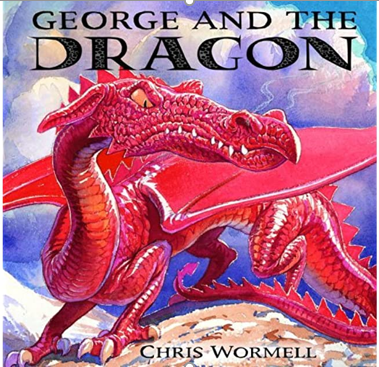 GEORGE AND THE
DRAGON
CHRIS WORMELL